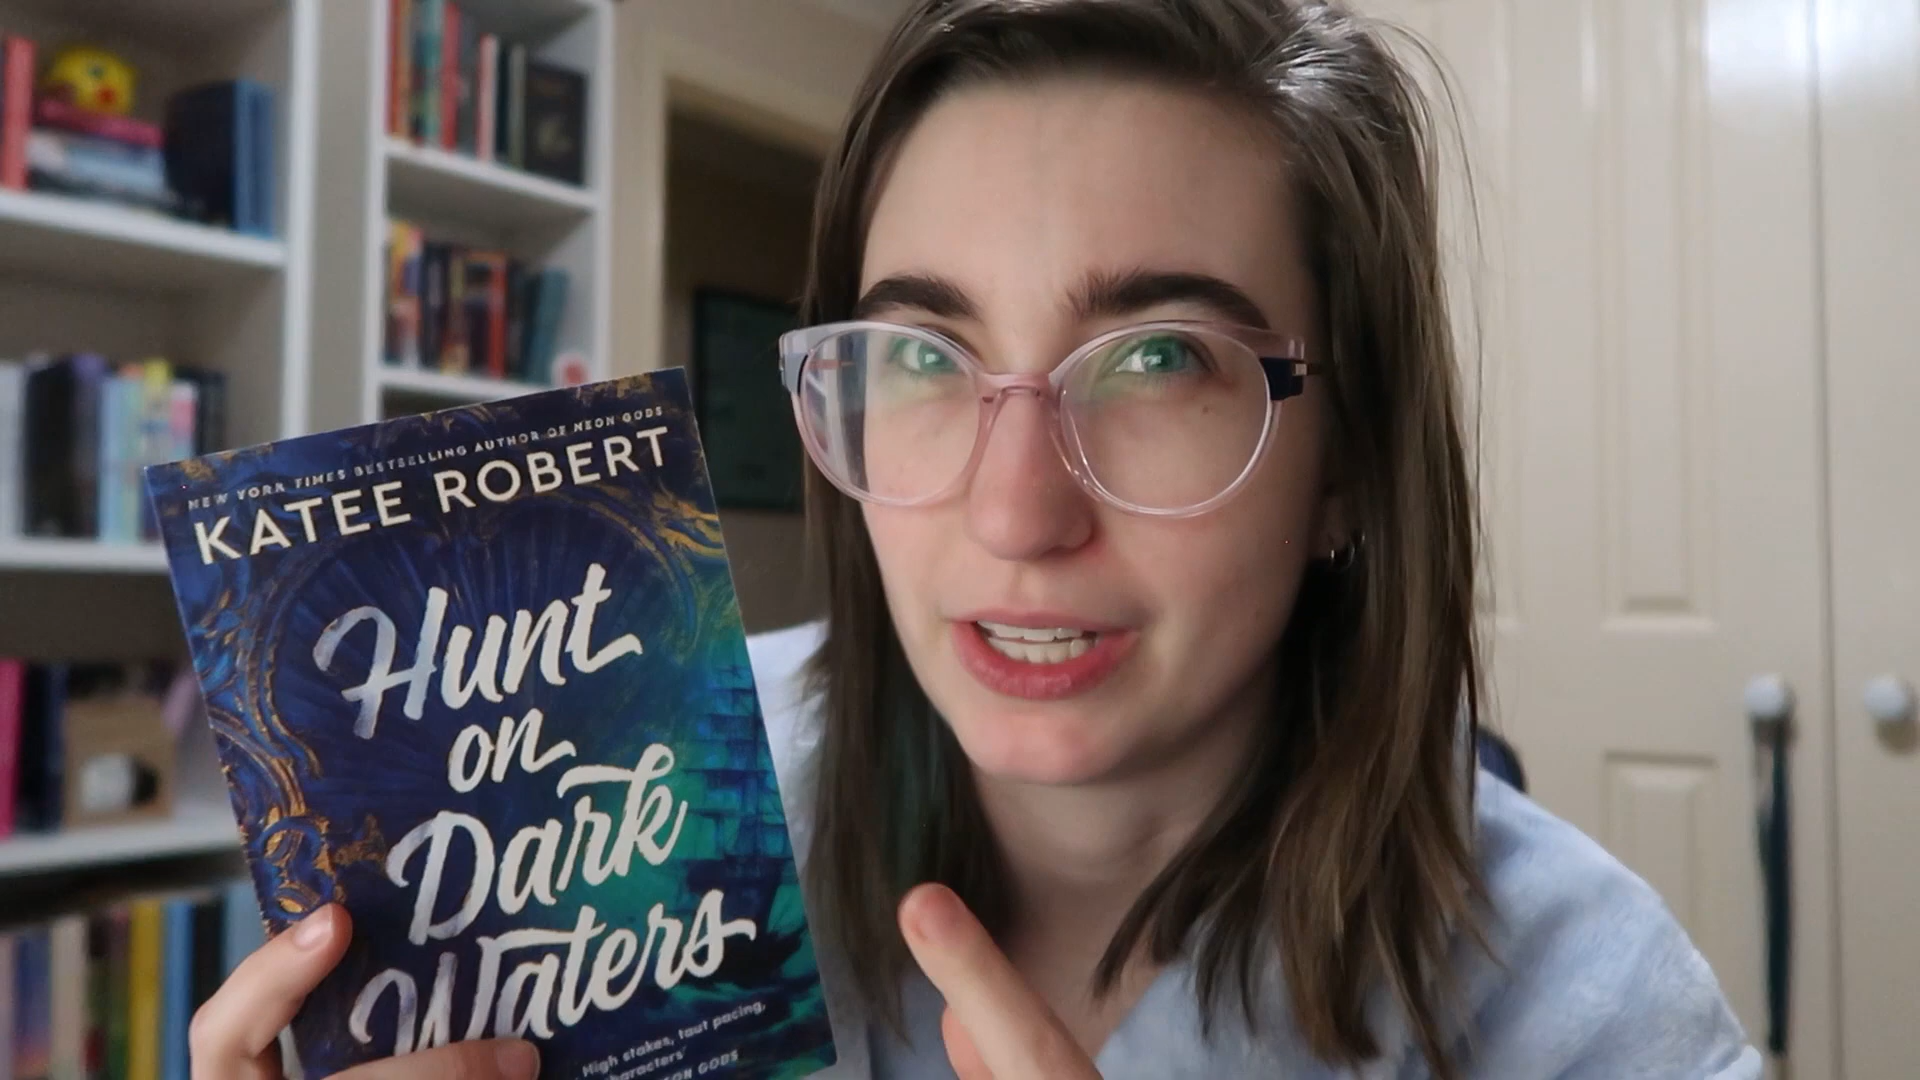 NEW YORK TIMES BESTSELLING AUTHOR OF NEON GODS
KATEE ROBERT
Hunt
on
Dark
Waters
High stakes, taut pacing,
characters'
NEON GODS